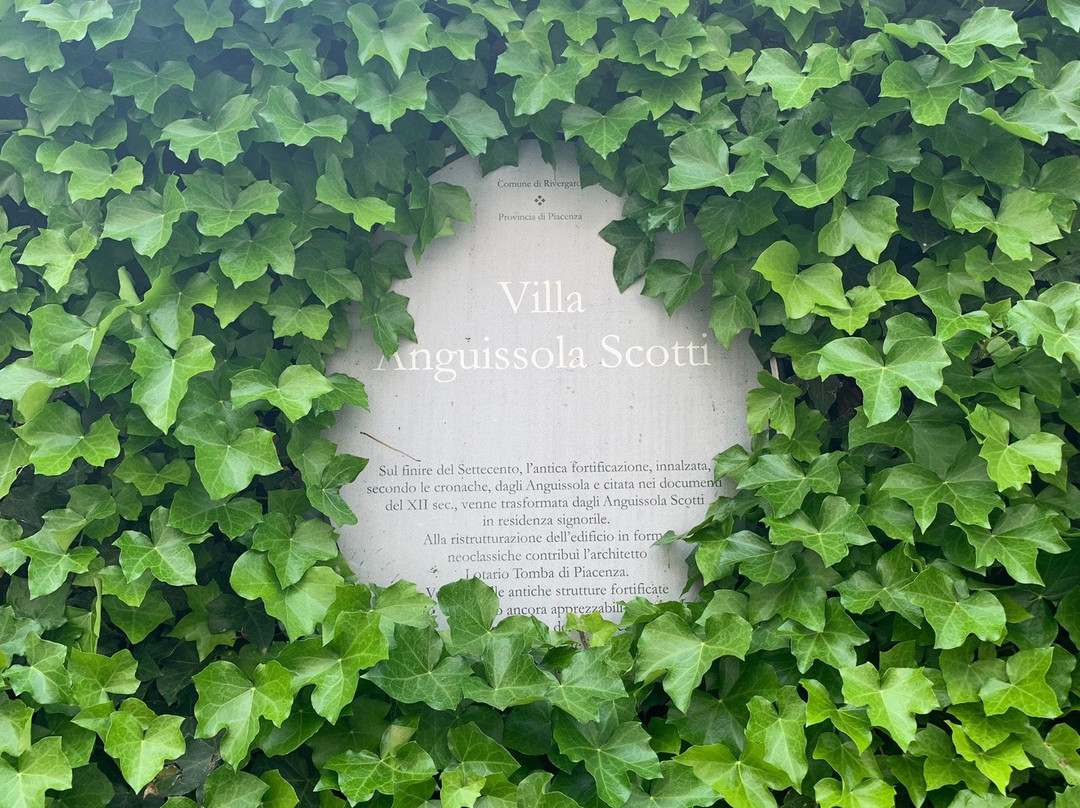 Comune di Rivergaro
Provincia di Piacenza
Villa
Anguissola Scotti
Sul finire del Settecento, l'antica fortificazione, innalzata,
secondo le cronache, dagli Anguissola e citata nei documenti
del XII sec., venne trasformata dagli Anguissola Scotti
in residenza signorile.
Alla ristrutturazione dell'edificio in form
neoclassiche contribuì l'architetto
Lotario Tomba di Piacenza.
antiche strutture fortificate
ancora apprezzabili